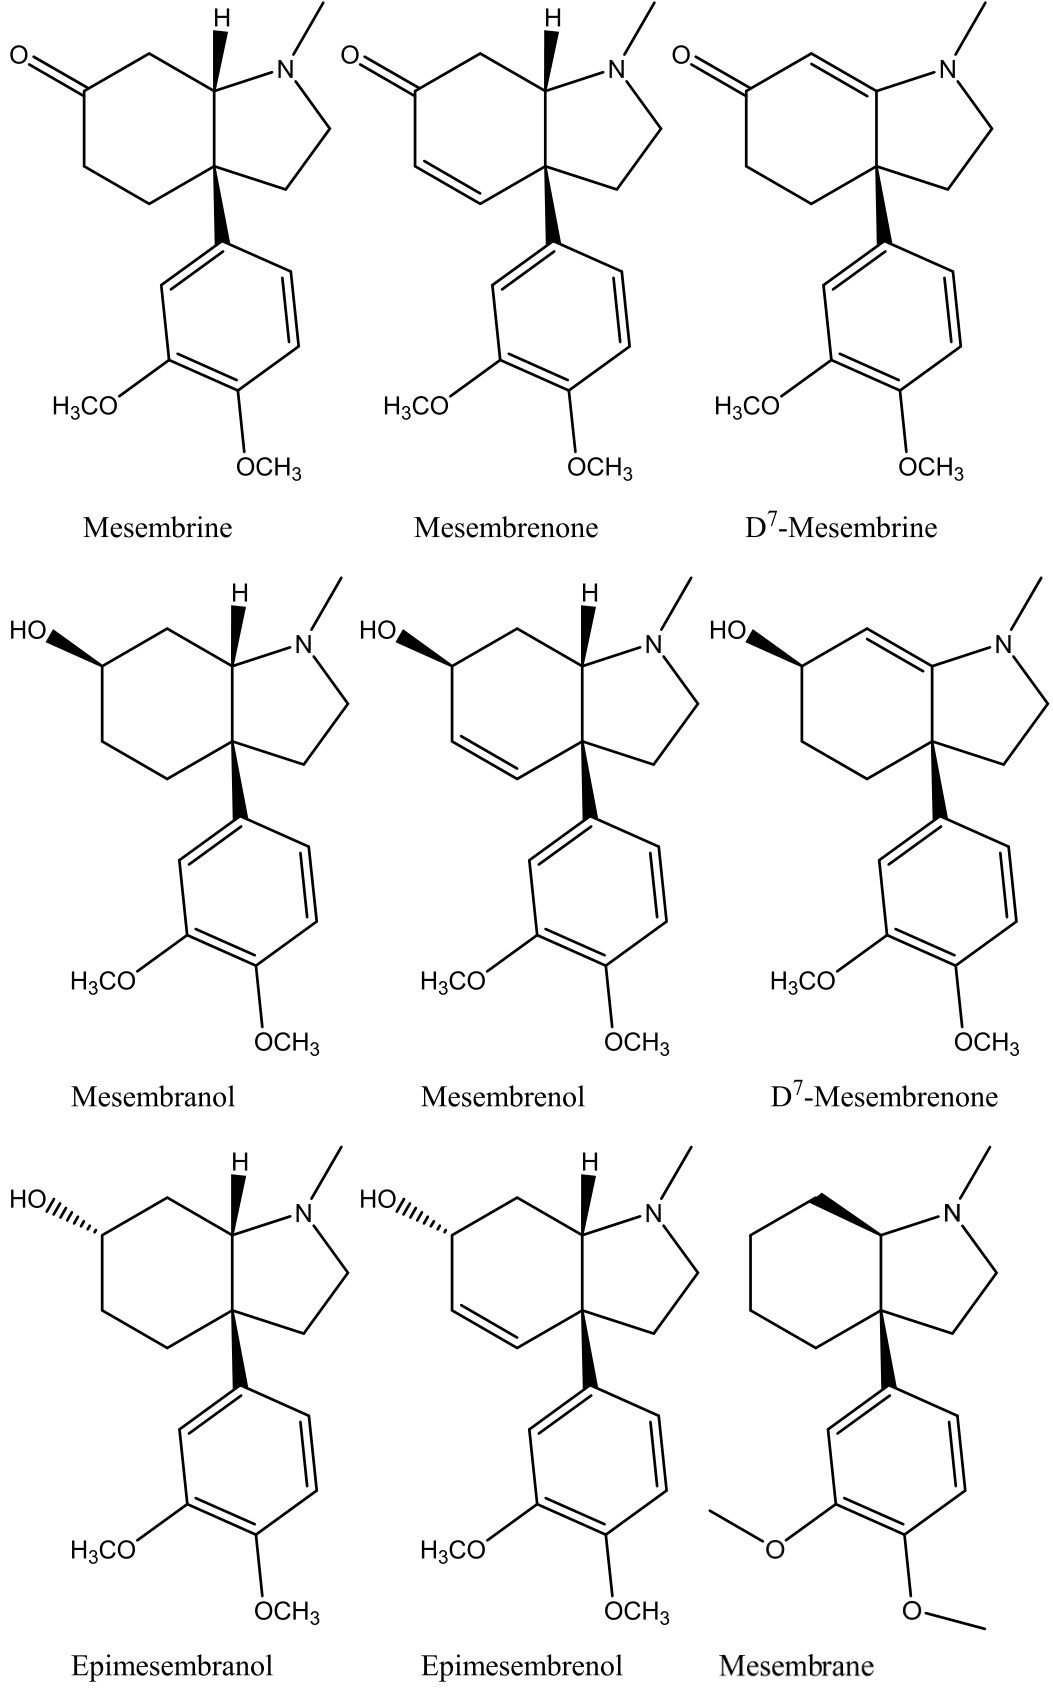 H
O
N
H₃CO
OCH₃
Mesembrine
H
O
N
H₃CO
OCH₃
Mesembrenone
O
N
H₃CO
OCH₃
D⁷-Mesembrine
H
HO
N
H₃CO
OCH₃
Mesembranol
H
HO
N
H₃CO
OCH₃
Mesembrenol
HO
N
H₃CO
OCH₃
D⁷-Mesembrenone
H
HO
N
H₃CO
OCH₃
Epimesembranol
H
HO
N
H₃CO
OCH₃
Epimesembrenol
N
O
O
Mesembrane